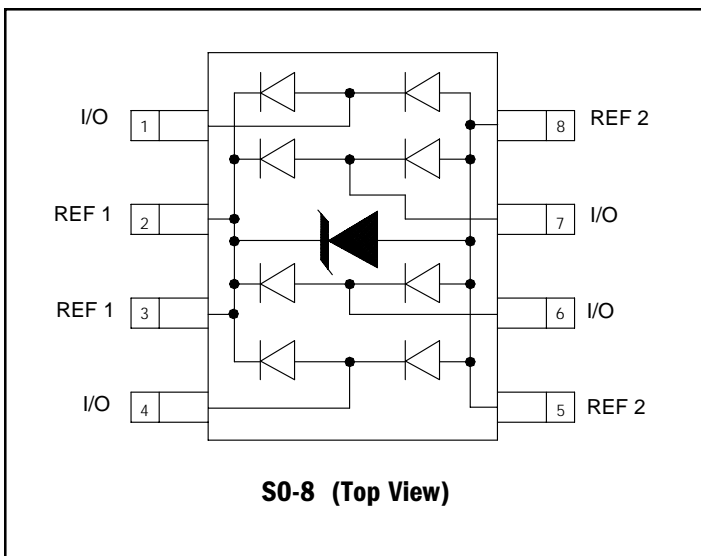 I/O 1 8 REF 2
REF 1 2 7 I/O
REF 1 3 6 I/O
I/O 4 5 REF 2
SO-8 (Top View)